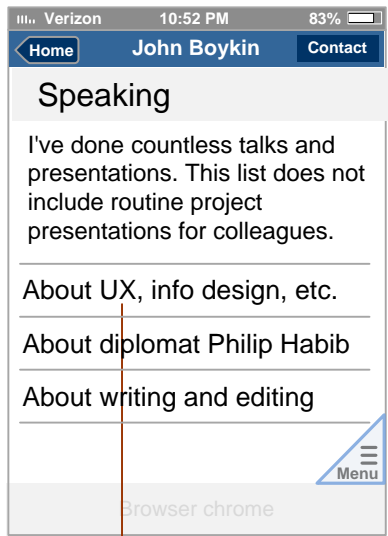 Verizon 10:52 PM 83%
Home John Boykin Contact
Speaking
I've done countless talks and
presentations. This list does not
include routine project
presentations for colleagues.
About UX, info design, etc.
About diplomat Philip Habib
About writing and editing
Menu
Browser chrome